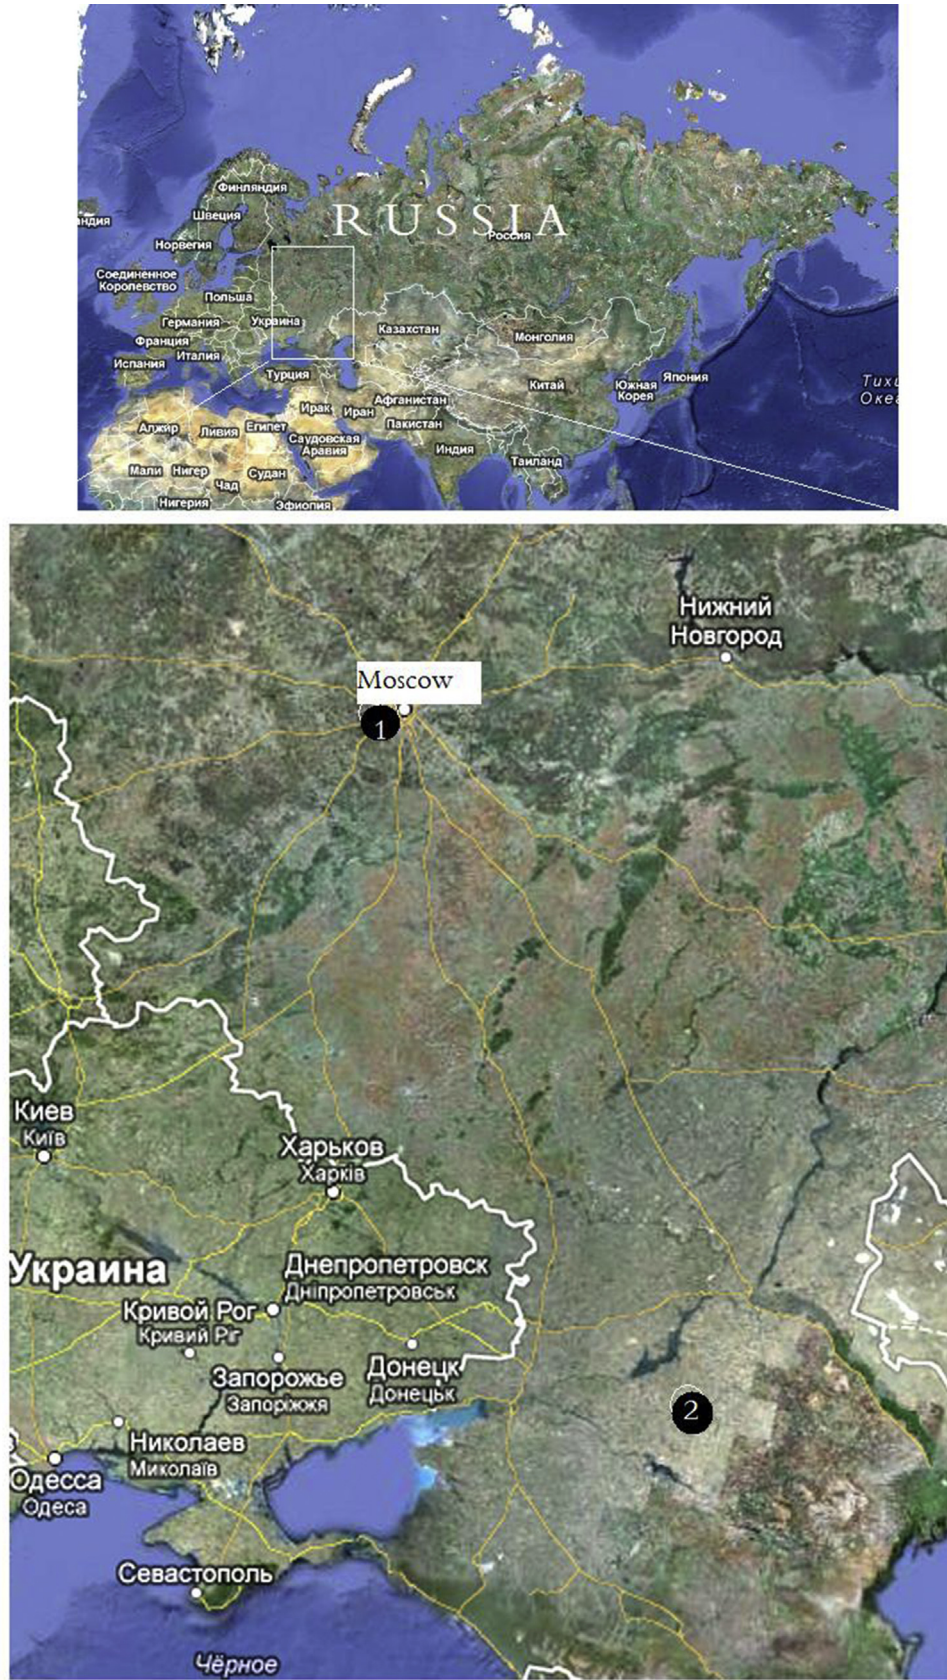 Финляндия
Швеция
RUSSIA
Россия
ндия
Норвегия
Соединенное
Королевство
Польша
Германия
Украина
Казахстан
Монголия
Франция
Италия
Испания
Турция
Китай
Южная
Корея
Япония
Тихи
Океа
Афганистан
Ирак
Иран
Пакистан
Алжир
Ливия
Египет
Саудовская
Аравия
Индия
Таиланд
Мали
Нигер
Судан
Чад
Нигерия
Эфиопия
Нижний
Новгород
Moscow
1
Киев
Київ
Харьков
Харків
Украина
Днепропетровск
Дніпропетровськ
Кривой Рог
Кривий Ріг
Запорожье
Запоріжжя
Донецк
Донецьк
2
Николаев
Миколаїв
Одесса
Одеса
Севастополь
Чёрное